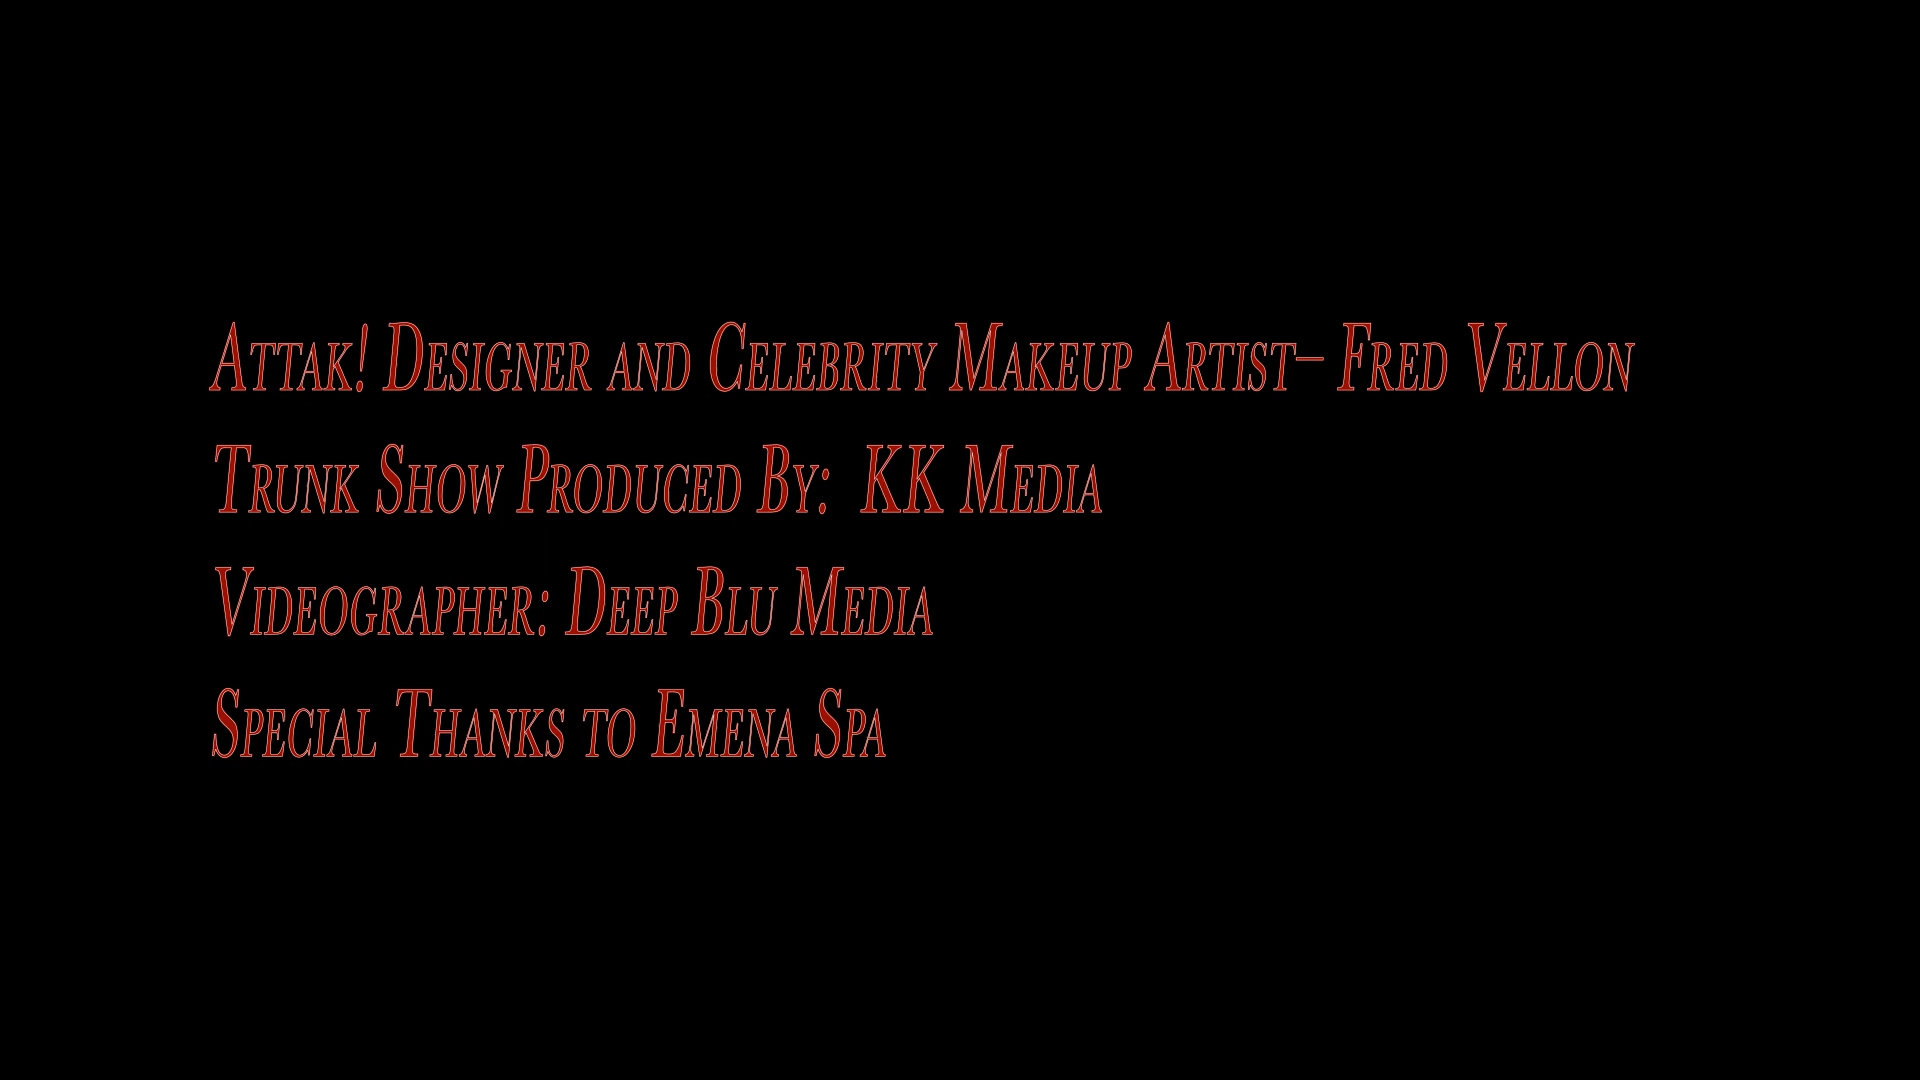 Attak! Designer and Celebrity Makeup Artist– Fred Vellon
Trunk Show Produced By:  KK Media
Videographer: Deep Blu Media
Special Thanks to Emena Spa